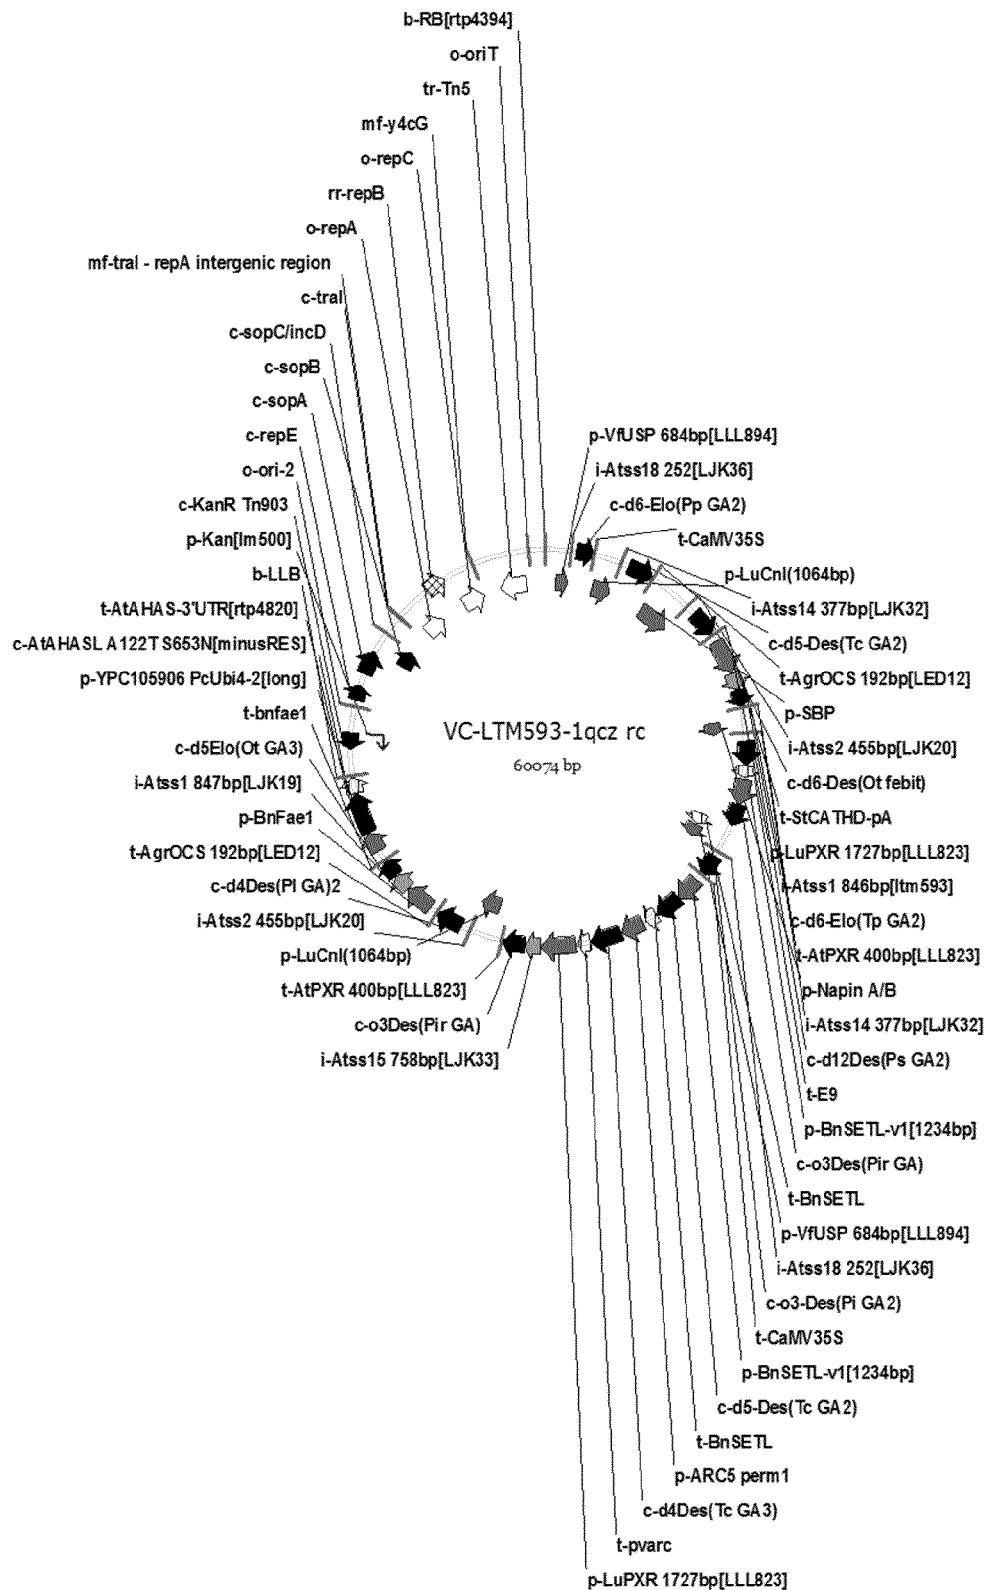 b-RB[rtp4394]
o-oriT
tr-Tn5
mf-y4cG
o-repC
rr-repB
o-repA
mf-traI - repA intergenic region
c-traI
c-sopC/incD
c-sopB
c-sopA
c-repE
o-ori-2
c-KanR Tn903
p-Kan[lm500]
b-LLB
t-AtAHAS-3'UTR[rtp4820]
c-AtAHASL A122T S653N[minusRES]
p-YPC105906 PcUbi4-2[long]
t-bnfae1
c-d5Elo(Ot GA3)
i-Atss1 847bp[LJK19]
p-BnFae1
t-AgrOCS 192bp[LED12]
c-d4Des(Pl GA)2
i-Atss2 455bp[LJK20]
p-LuCnl(1064bp)
t-AtPXR 400bp[LLL823]
c-o3Des(Pir GA)
i-Atss15 758bp[LJK33]
VC-LTM593-1qcz rc
60074 bp
p-VfUSP 684bp[LLL894]
i-Atss18 252[LJK36]
c-d6-Elo(Pp GA2)
t-CaMV35S
p-LuCnl(1064bp)
i-Atss14 377bp[LJK32]
c-d5-Des(Tc GA2)
t-AgrOCS 192bp[LED12]
p-SBP
i-Atss2 455bp[LJK20]
c-d6-Des(Ot febit)
t-StCATHD-pA
p-LuPXR 1727bp[LLL823]
i-Atss1 846bp[ltm593]
c-d6-Elo(Tp GA2)
t-AtPXR 400bp[LLL823]
p-Napin A/B
i-Atss14 377bp[LJK32]
c-d12Des(Ps GA2)
t-E9
p-BnSETL-v1[1234bp]
c-o3Des(Pir GA)
t-BnSETL
p-VfUSP 684bp[LLL894]
i-Atss18 252[LJK36]
c-o3-Des(Pi GA2)
t-CaMV35S
p-BnSETL-v1[1234bp]
c-d5-Des(Tc GA2)
t-BnSETL
p-ARC5 perm1
c-d4Des(Tc GA3)
t-pvarc
p-LuPXR 1727bp[LLL823]